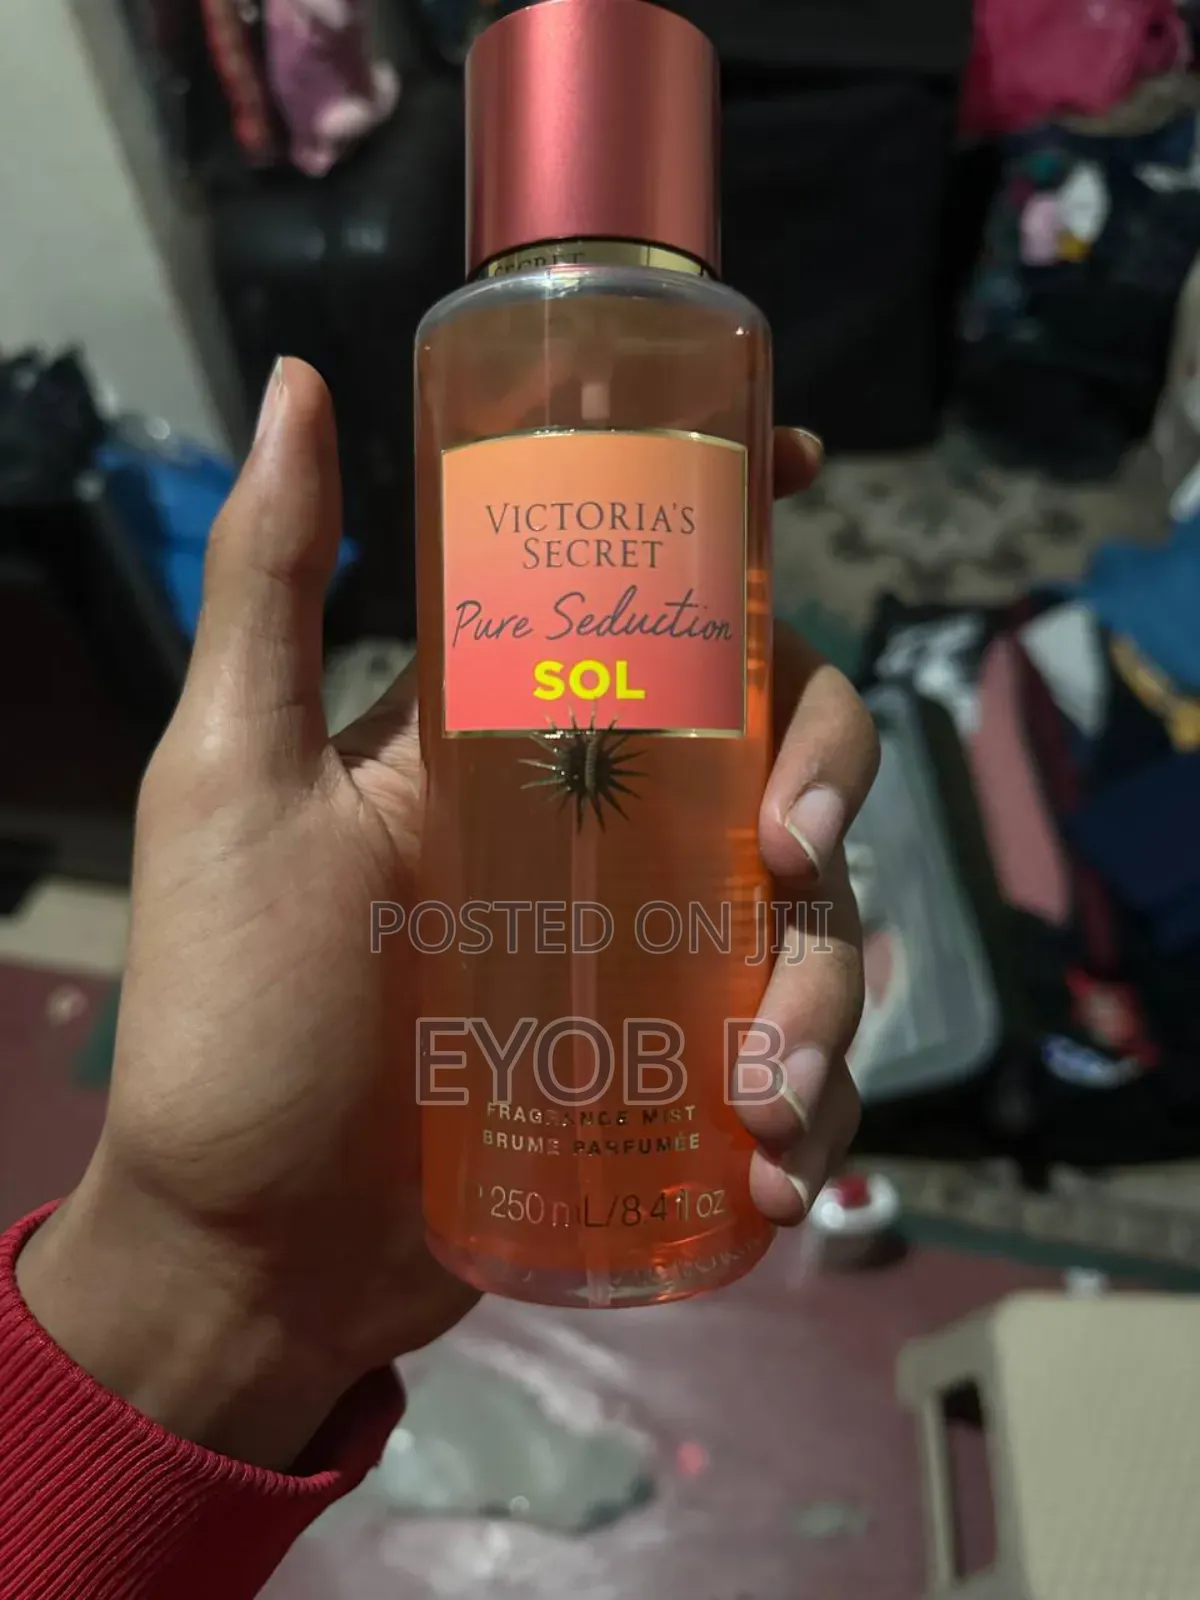 SECRET
VICTORIA'S
SECRET
Pure Seduction
SOL
POSTED ON JIJI
EYOB B
FRAGRANCE MIST
BRUME PARFUMÉE
250 mL/8.4 fl oz